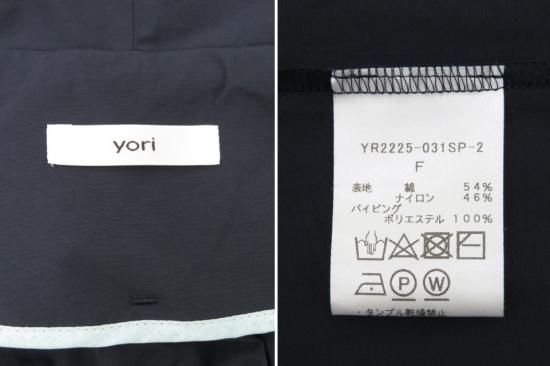 yori
YR2225-031SP-2
F
表地 綿 54%
ナイロン 46%
パイピング
ポリエステル 100%
P W
・タンブル乾燥禁止